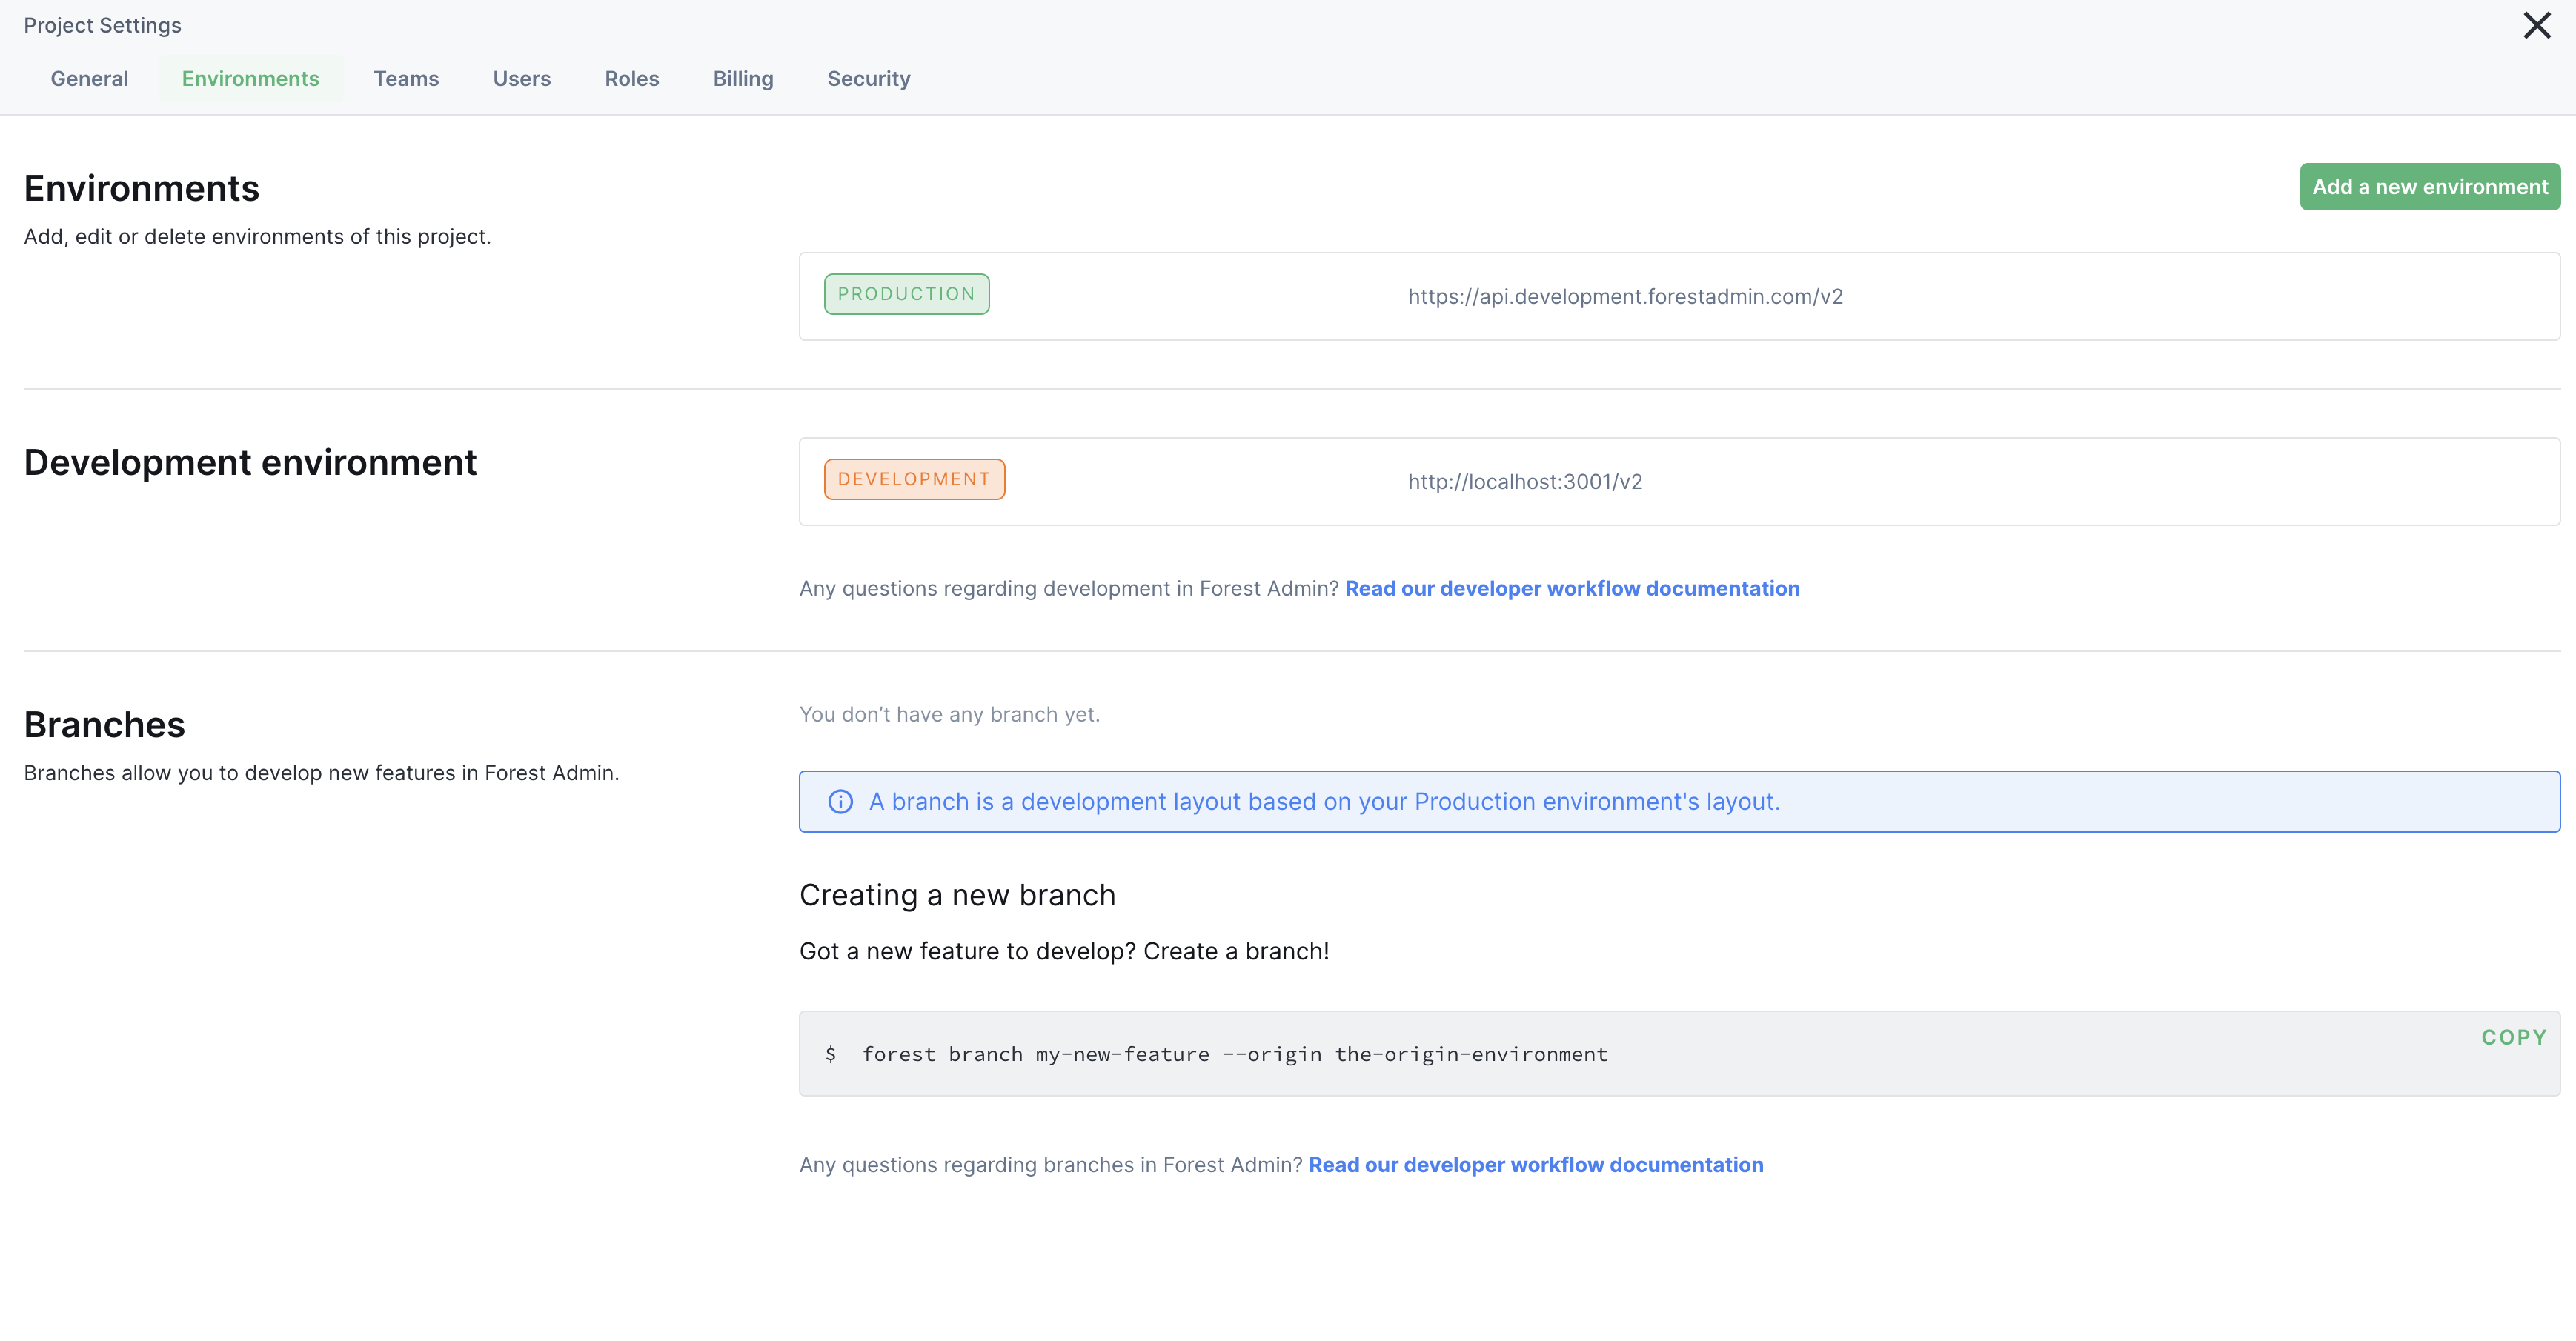 Project Settings
General Environments Teams Users Roles Billing Security
Environments
Add a new environment
Add, edit or delete environments of this project.
PRODUCTION https://api.development.forestadmin.com/v2
Development environment
DEVELOPMENT http://localhost:3001/v2
Any questions regarding development in Forest Admin? Read our developer workflow documentation
Branches
Branches allow you to develop new features in Forest Admin.
You don’t have any branch yet.
A branch is a development layout based on your Production environment's layout.
Creating a new branch
Got a new feature to develop? Create a branch!
COPY
$ forest branch my-new-feature --origin the-origin-environment
Any questions regarding branches in Forest Admin? Read our developer workflow documentation